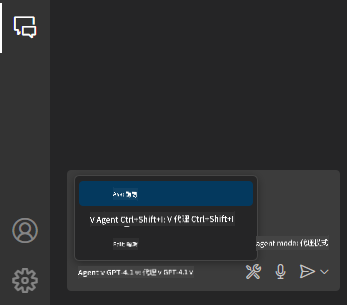 Ask: 编辑
V Agent Ctrl+Shift+I: V 代理 Ctrl+Shift+I
Edit: 编辑
agent mode: 代理模式
Agent v GPT-4.1 v: 代理 v GPT-4.1 v